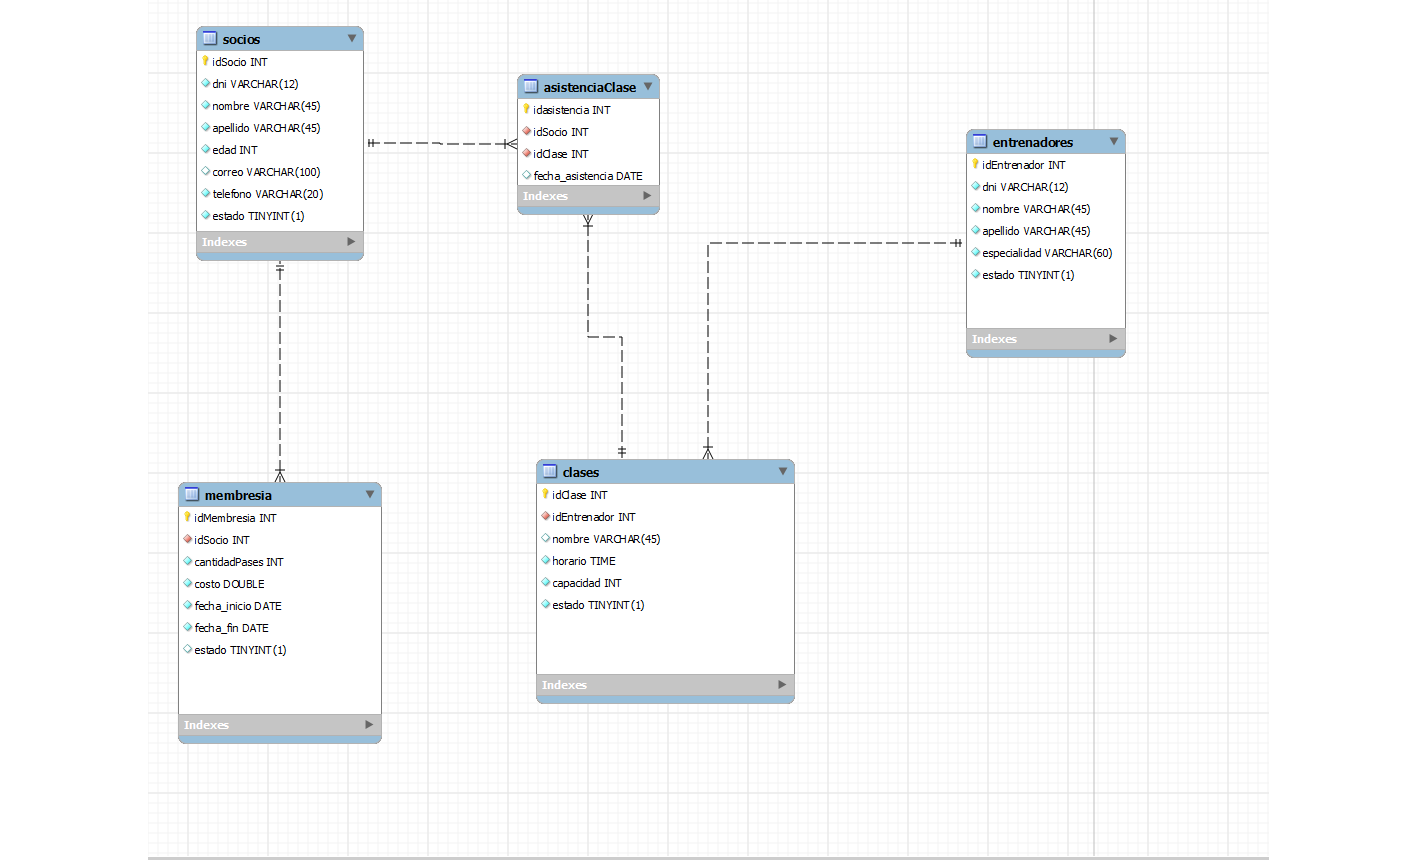 socios
idSocio INT
dni VARCHAR(12)
nombre VARCHAR(45)
apellido VARCHAR(45)
edad INT
correo VARCHAR(100)
telefono VARCHAR(20)
estado TINYINT(1)
Indexes
asistenciaClase
idasistencia INT
idSocio INT
idClase INT
fecha_asistencia DATE
Indexes
entrenadores
idEntrenador INT
dni VARCHAR(12)
nombre VARCHAR(45)
apellido VARCHAR(45)
especialidad VARCHAR(60)
estado TINYINT(1)
Indexes
membresia
idMembresia INT
idSocio INT
cantidadPases INT
costo DOUBLE
fecha_inicio DATE
fecha_fin DATE
estado TINYINT(1)
Indexes
clases
idClase INT
idEntrenador INT
nombre VARCHAR(45)
horario TIME
capacidad INT
estado TINYINT(1)
Indexes